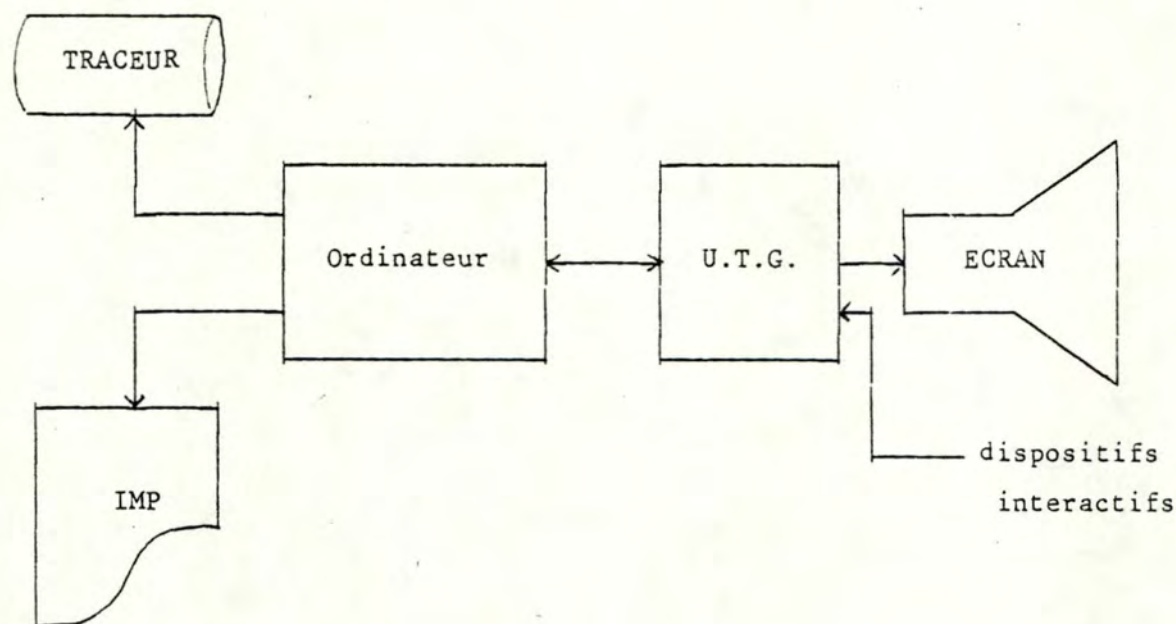 TRACEUR
Ordinateur
U.T.G.
ECRAN
IMP
dispositifs
interactifs